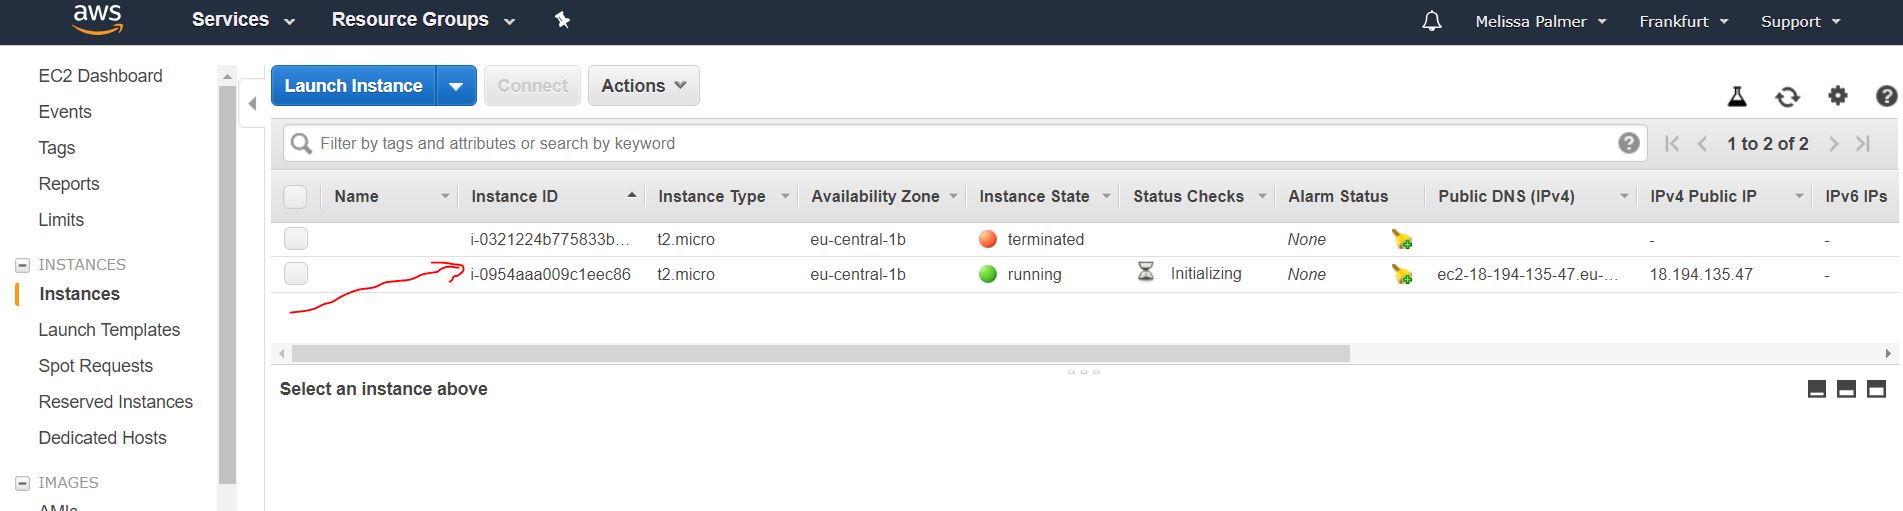 aws Services Resource Groups Melissa Palmer Frankfurt Support
EC2 Dashboard
Events
Tags
Reports
Limits
INSTANCES
Instances
Launch Templates
Spot Requests
Reserved Instances
Dedicated Hosts
IMAGES
AMIs
Launch Instance Connect Actions
Filter by tags and attributes or search by keyword ? 1 to 2 of 2
Name Instance ID Instance Type Availability Zone Instance State Status Checks Alarm Status Public DNS (IPv4) IPv4 Public IP IPv6 IPs
i-0321224b775833b... t2.micro eu-central-1b terminated None - -
i-0954aaa009c1eec86 t2.micro eu-central-1b running Initializing None ec2-18-194-135-47.eu-... 18.194.135.47 -
Select an instance above